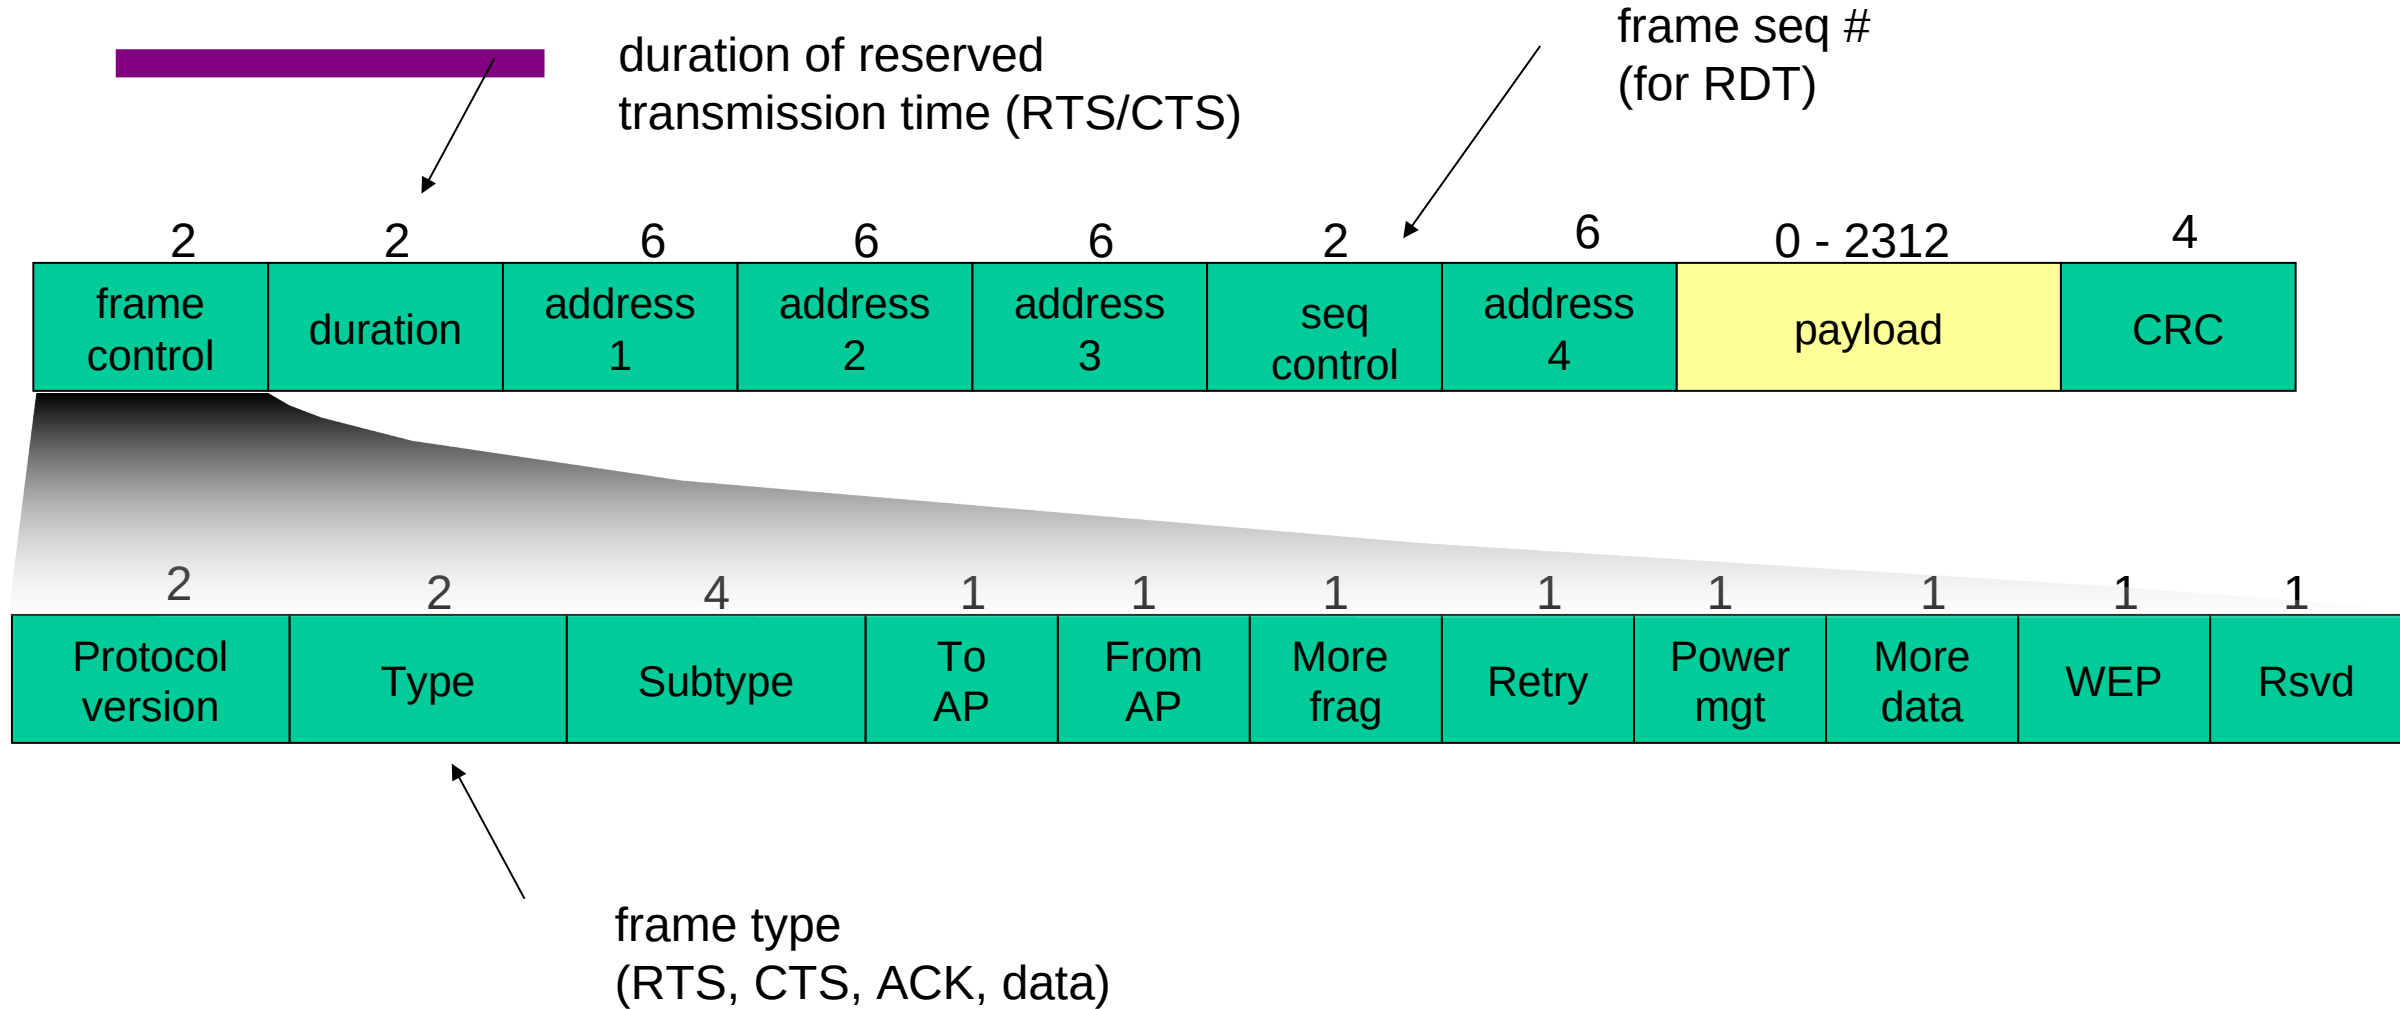 duration of reserved
transmission time (RTS/CTS)
frame seq #
(for RDT)
2 2 6 6 6 2 6 0 - 2312 4
frame
control
duration
address
1
address
2
address
3
seq
control
address
4
payload
CRC
2 2 4 1 1 1 1 1 1 1 1
Protocol
version
Type
Subtype
To
AP
From
AP
More
frag
Retry
Power
mgt
More
data
WEP
Rsvd
frame type
(RTS, CTS, ACK, data)